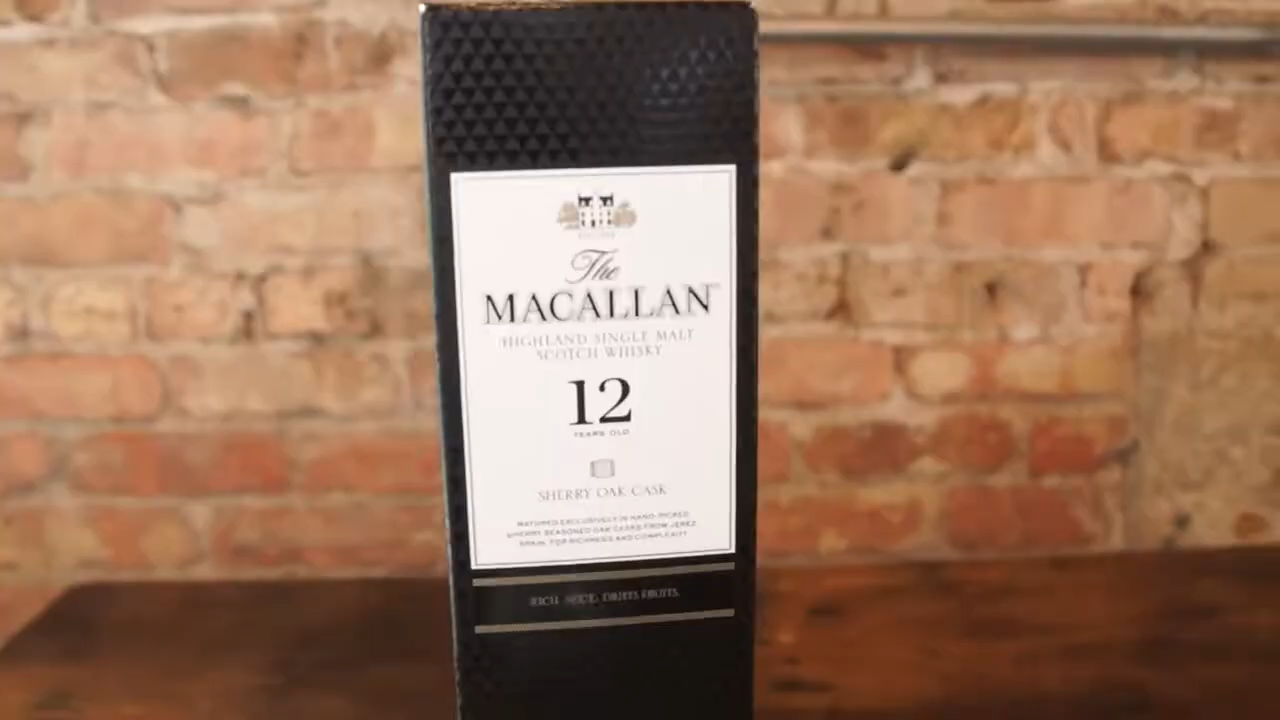 The
MACALLAN
HIGHLAND SINGLE MALT
SCOTCH WHISKY
12
YEARS OLD
SHERRY OAK CASK
MATURED EXCLUSIVELY IN HAND-PICKED
SHERRY SEASONED OAK CASKS FROM JEREZ,
SPAIN, FOR RICHNESS AND COMPLEXITY
RICH DRIED FRUITS